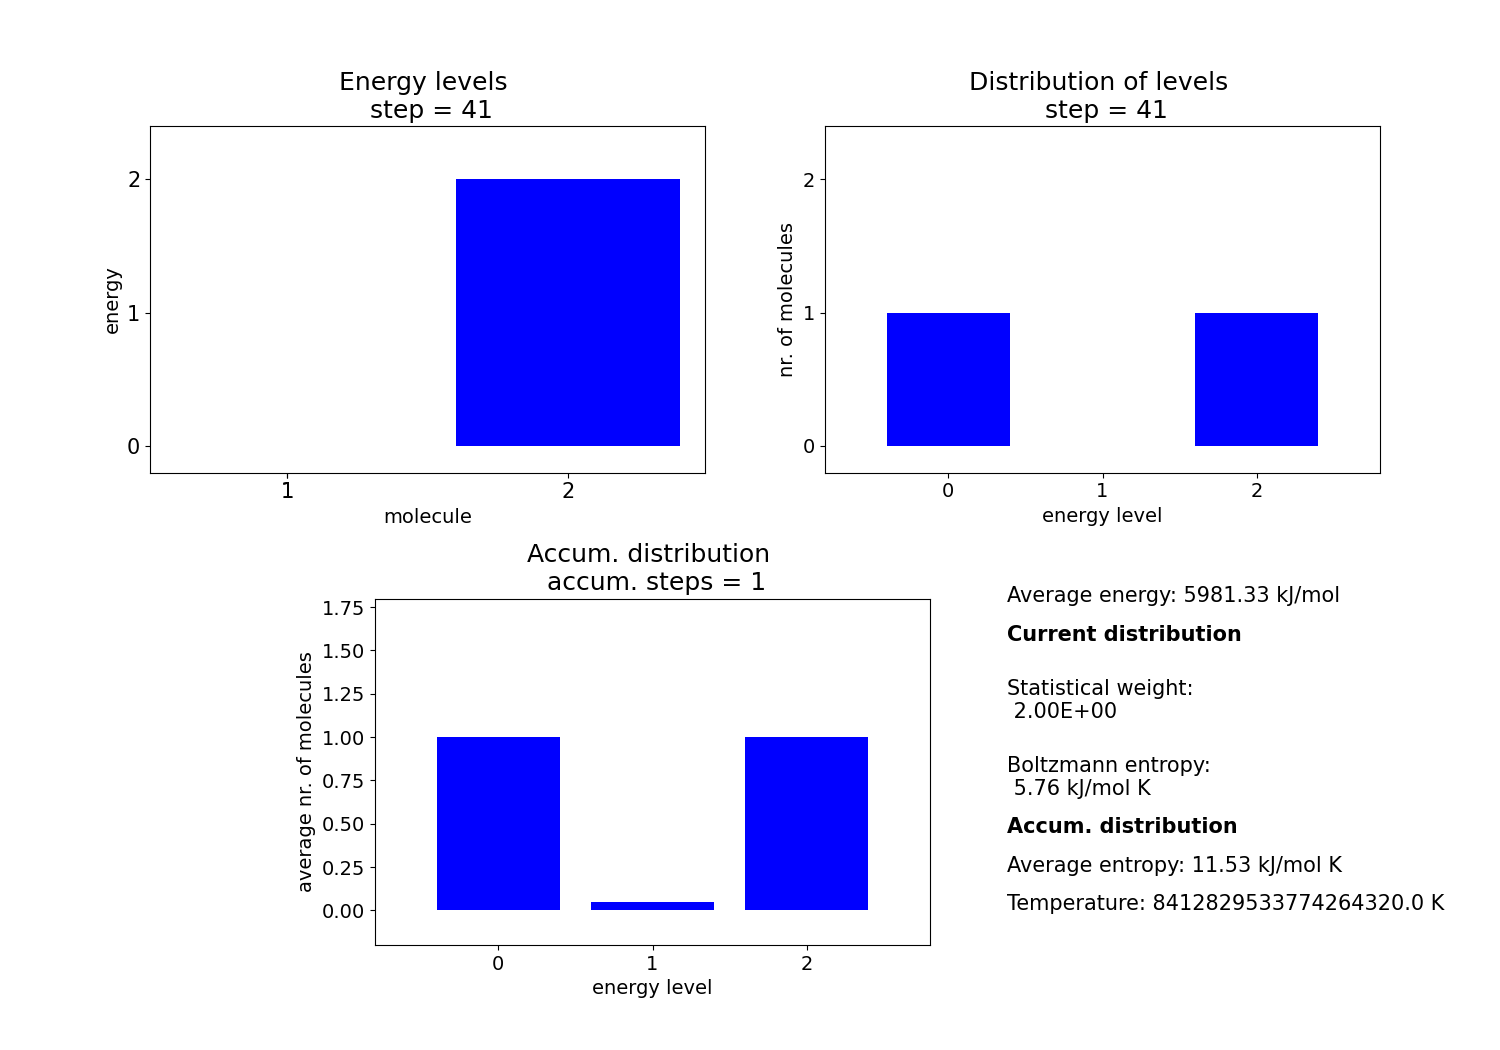 Energy levels
step = 41
2
1
0
energy
1
2
molecule
Distribution of levels
step = 41
2
1
0
nr. of molecules
0
1
2
energy level
Accum. distribution
accum. steps = 1
1.75
1.50
1.25
1.00
0.75
0.50
0.25
0.00
average nr. of molecules
0
1
2
energy level
Average energy: 5981.33 kJ/mol
Current distribution
Statistical weight:
2.00E+00
Boltzmann entropy:
5.76 kJ/mol K
Accum. distribution
Average entropy: 11.53 kJ/mol K
Temperature: 8412829533774264320.0 K